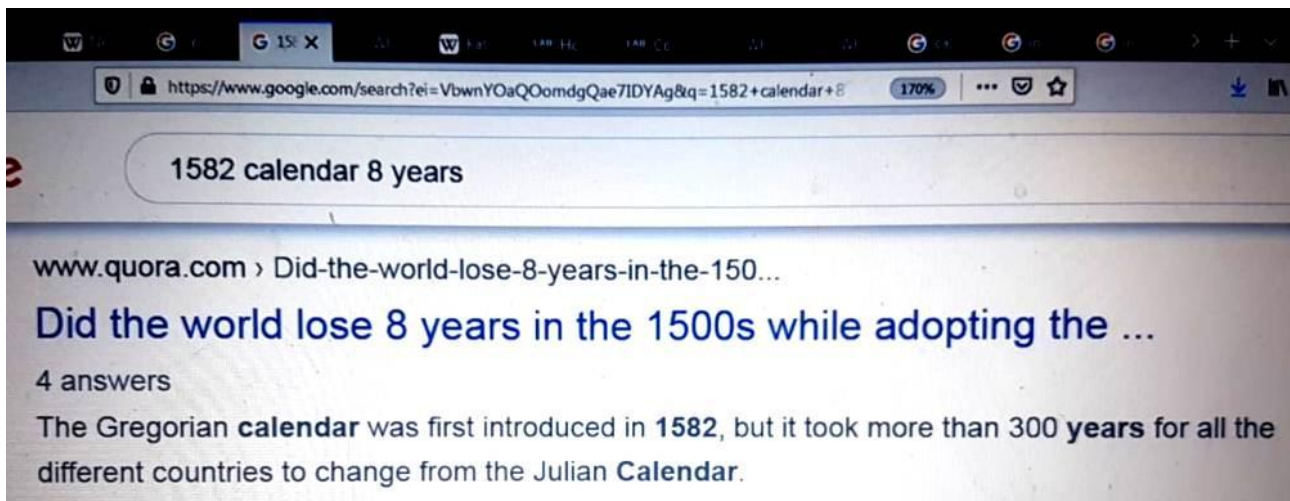 15
https://www.google.com/search?ei=VbwnYOaQOomdgQae7IDYAg&q=1582+calendar+8
170%
1582 calendar 8 years
www.quora.com › Did-the-world-lose-8-years-in-the-150...
Did the world lose 8 years in the 1500s while adopting the ...
4 answers
The Gregorian calendar was first introduced in 1582, but it took more than 300 years for all the
different countries to change from the Julian Calendar.